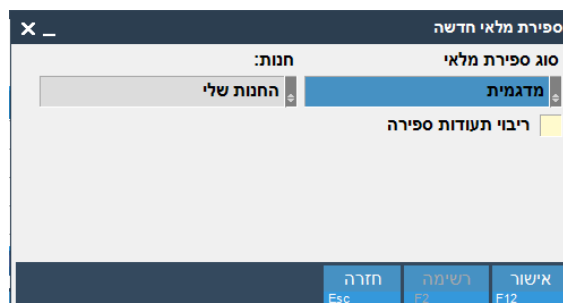 ספירת מלאי חדשה
סוג ספירת מלאי
חנות:
מדגמית
החנות שלי
ריבוי תעודות ספירה
אישור
רשימה
חזרה
F12
F2
Esc